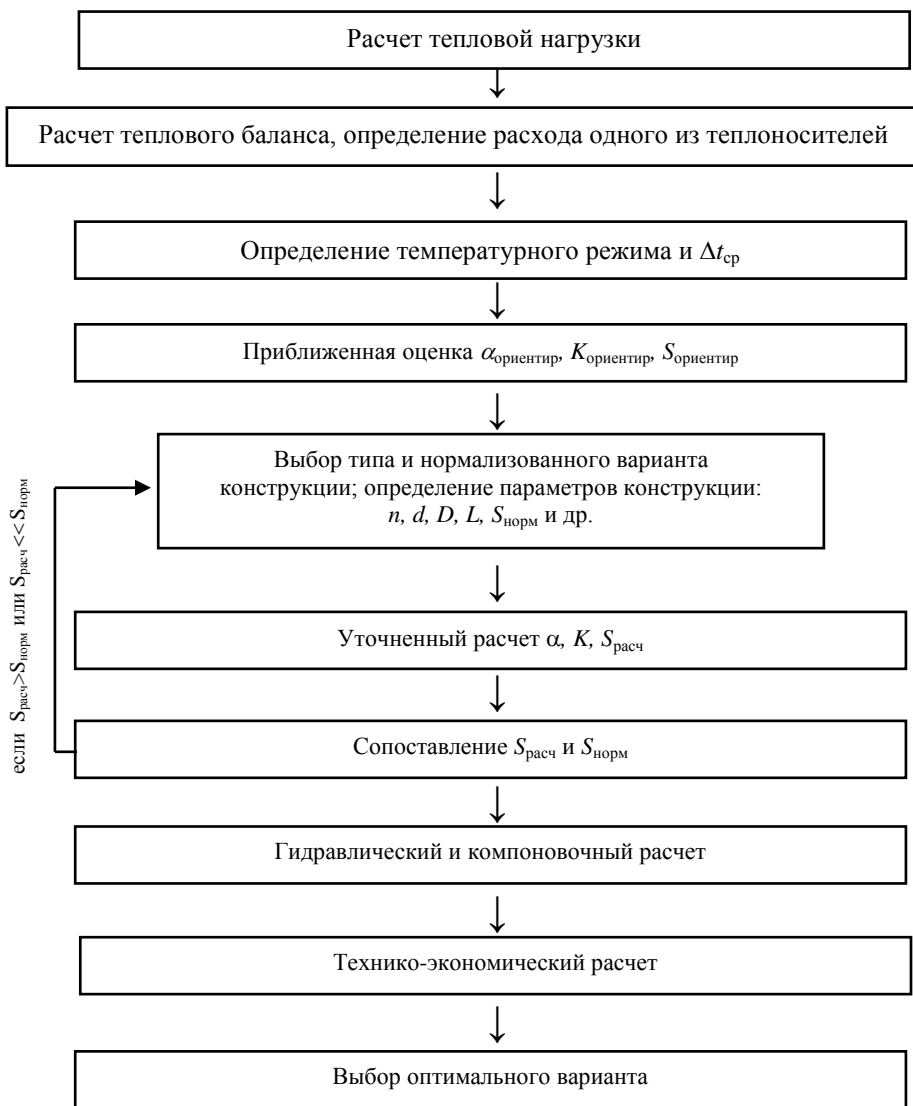 Расчет тепловой нагрузки
Расчет теплового баланса, определение расхода одного из теплоносителей
Определение температурного режима и Δtср
Приближенная оценка αориентир, Kориентир, Sориентир
Выбор типа и нормализованного варианта
конструкции; определение параметров конструкции:
n, d, D, L, Sнорм и др.
если Sрасч>Sнорм или Sрасч<<Sнорм
Уточненный расчет α, K, Sрасч
Сопоставление Sрасч и Sнорм
Гидравлический и компоновочный расчет
Технико-экономический расчет
Выбор оптимального варианта